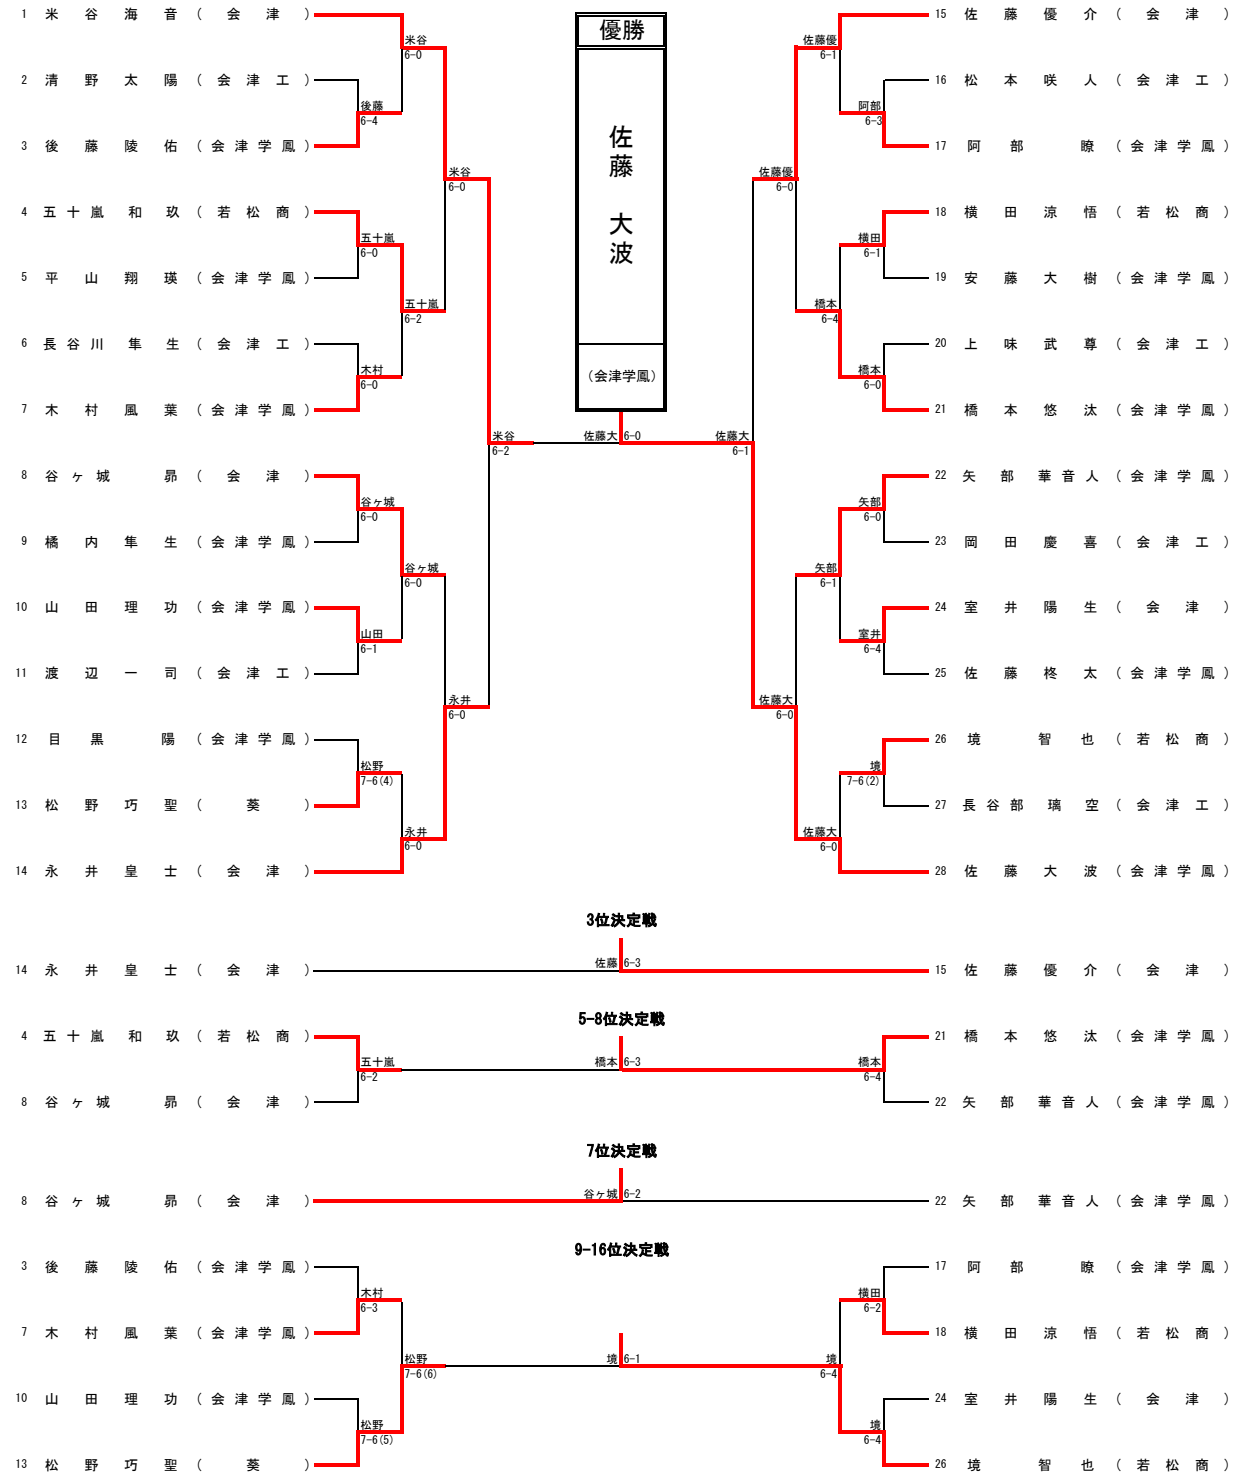 優勝
佐藤 大波
(会津学鳳)
1 米谷海音(会津)
米谷
6-0
2 清野太陽(会津工)
後藤
6-4
3 後藤陵佑(会津学鳳)
米谷
6-0
4 五十嵐和玖(若松商)
五十嵐
6-0
5 平山翔瑛(会津学鳳)
五十嵐
6-2
6 長谷川隼生(会津工)
木村
6-0
7 木村風葉(会津学鳳)
米谷
6-2
8 谷ヶ城昴(会津)
谷ヶ城
6-0
9 橘内隼生(会津学鳳)
谷ヶ城
6-0
10 山田理功(会津学鳳)
山田
6-1
11 渡辺一司(会津工)
永井
6-0
12 目黒陽(会津学鳳)
松野
7-6(4)
13 松野巧聖(葵)
永井
6-0
14 永井皇士(会津)
佐藤大 6-0
15 佐藤優介(会津)
佐藤優
6-1
16 松本咲人(会津工)
阿部
6-3
17 阿部瞭(会津学鳳)
佐藤優
6-0
18 横田涼悟(若松商)
横田
6-1
19 安藤大樹(会津学鳳)
橋本
6-4
20 上味武尊(会津工)
橋本
6-0
21 橋本悠汰(会津学鳳)
佐藤大
6-1
22 矢部華音人(会津学鳳)
矢部
6-0
23 岡田慶喜(会津工)
矢部
6-1
24 室井陽生(会津)
室井
6-4
25 佐藤柊太(会津学鳳)
佐藤大
6-0
26 境智也(若松商)
境
7-6(2)
27 長谷部璃空(会津工)
佐藤大
6-0
28 佐藤大波(会津学鳳)
3位決定戦
14 永井皇士(会津)
佐藤 6-3
15 佐藤優介(会津)
5-8位決定戦
4 五十嵐和玖(若松商)
五十嵐
6-2
8 谷ヶ城昴(会津)
橋本 6-3
21 橋本悠汰(会津学鳳)
橋本
6-4
22 矢部華音人(会津学鳳)
7位決定戦
8 谷ヶ城昴(会津)
谷ヶ城 6-2
22 矢部華音人(会津学鳳)
9-16位決定戦
3 後藤陵佑(会津学鳳)
木村
6-3
7 木村風葉(会津学鳳)
松野
7-6(6)
10 山田理功(会津学鳳)
松野
7-6(5)
13 松野巧聖(葵)
境 6-1
17 阿部瞭(会津学鳳)
横田
6-2
18 横田涼悟(若松商)
境
6-4
24 室井陽生(会津)
境
6-4
26 境智也(若松商)